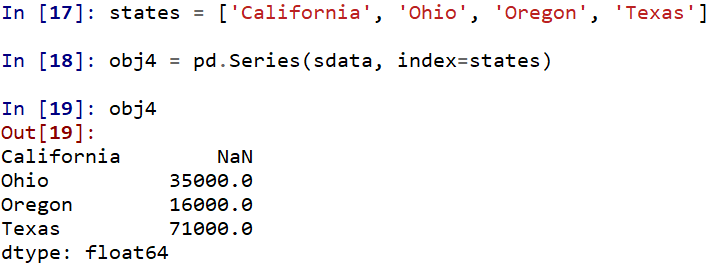 In [17]: states = ['California', 'Ohio', 'Oregon', 'Texas']
In [18]: obj4 = pd.Series(sdata, index=states)
In [19]: obj4
Out[19]:
California NaN
Ohio 35000.0
Oregon 16000.0
Texas 71000.0
dtype: float64